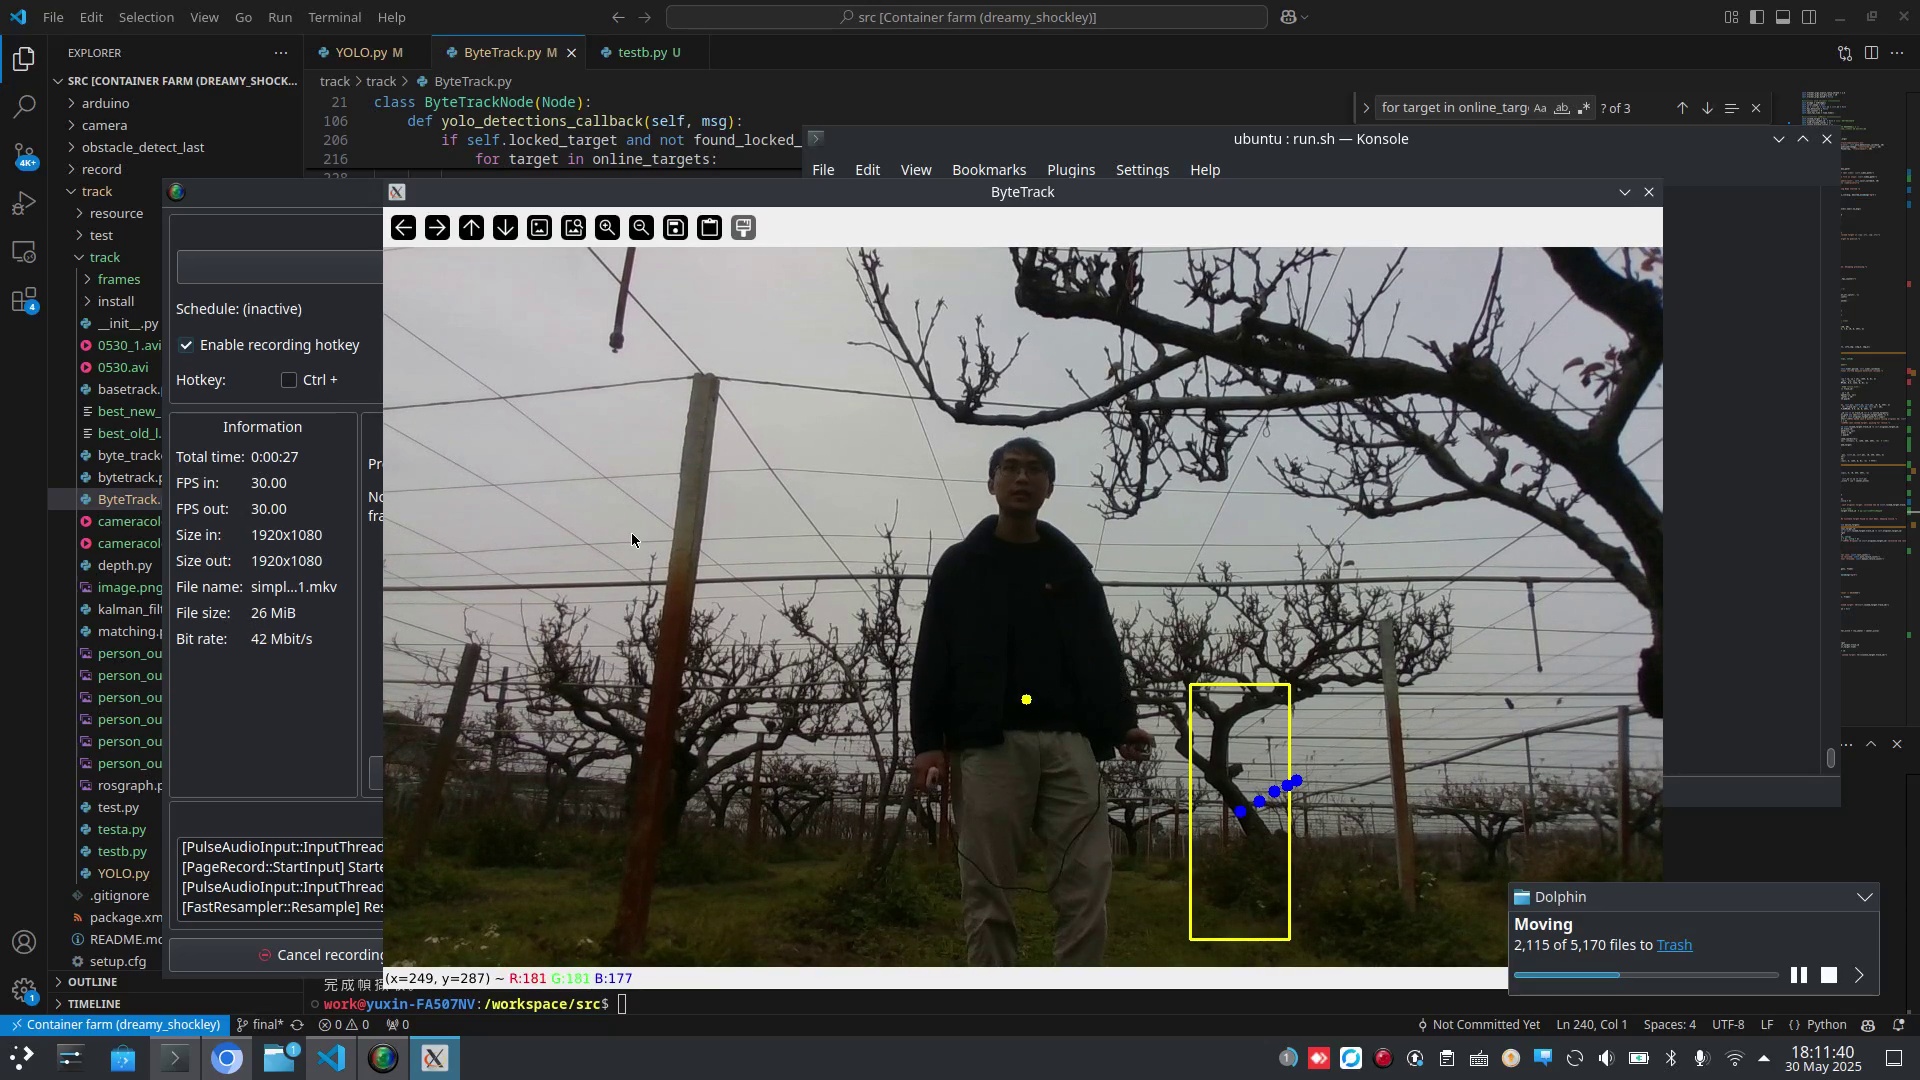 File Edit Selection View Go Run Terminal Help
src [Container farm (dreamy_shockley)]
EXPLORER
YOLO.py M
ByteTrack.py M
testb.py U
SRC [CONTAINER FARM (DREAMY_SHOCK...
track > track > ByteTrack.py
arduino
camera
obstacle_detect_last
record
track
resource
test
track
frames
install
__init__.py
0530_1.avi
0530.avi
basetrack.
best_new_
best_old_l.
byte_track
bytetrack.p
ByteTrack.
cameracol
cameracol
depth.py
image.png
kalman_filt
matching.p
person_ou
person_ou
person_ou
person_ou
person_ou
person_ou
rosgraph.p
test.py
testa.py
testb.py
YOLO.py
.gitignore
package.xm
README.md
setup.cfg
OUTLINE
TIMELINE
4K+
4
1
21 class ByteTrackNode(Node):
106 def yolo_detections_callback(self, msg):
206 if self.locked_target and not found_locked_
216 for target in online_targets:
for target in online_targ
Aa ab .*
? of 3
ubuntu : run.sh — Konsole
File Edit View Bookmarks Plugins Settings Help
ByteTrack
Schedule: (inactive)
Enable recording hotkey
Hotkey: Ctrl +
Information
Total time: 0:00:27
FPS in: 30.00
FPS out: 30.00
Size in: 1920x1080
Size out: 1920x1080
File name: simpl...1.mkv
File size: 26 MiB
Bit rate: 42 Mbit/s
Pr
No
fra
[PulseAudioInput::InputThread
[PageRecord::StartInput] Starte
[PulseAudioInput::InputThread
[FastResampler::Resample] Res
Cancel recording
(x=249, y=287) ~ R:181 G:181 B:177
work@yuxin-FA507NV:/workspace/src$
Dolphin
Moving
2,115 of 5,170 files to Trash
Container farm (dreamy_shockley)
final*
0 0
0
Not Committed Yet
Ln 240, Col 1
Spaces: 4
UTF-8
LF
{} Python
1
1
18:11:40
30 May 2025